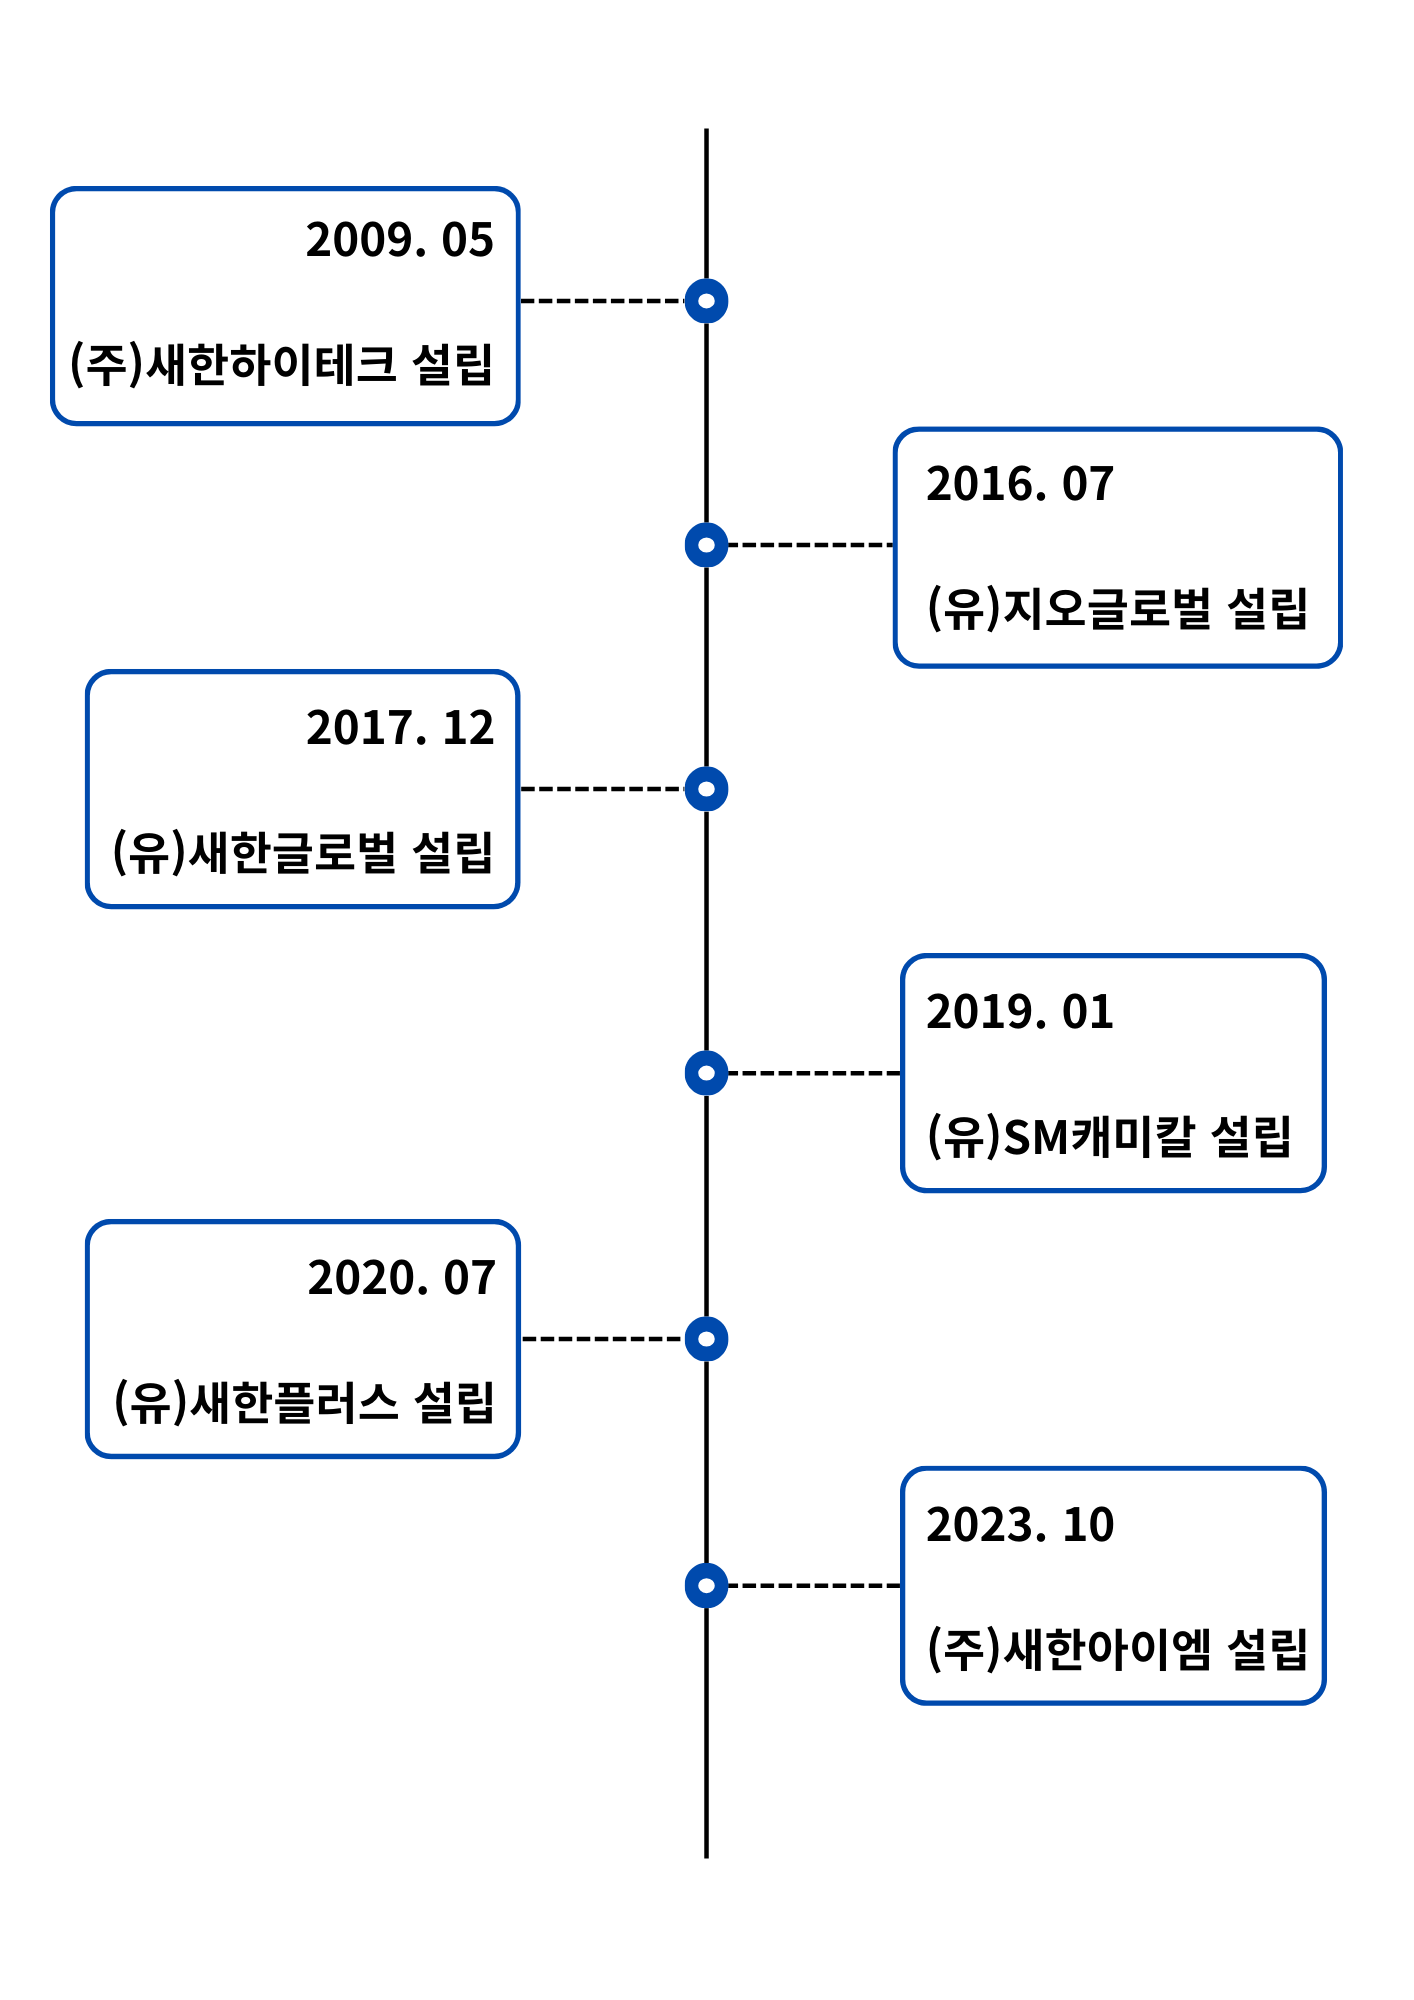 2009. 05
(주)새한하이테크 설립
2016. 07
(유)지오글로벌 설립
2017. 12
(유)새한글로벌 설립
2019. 01
(유)SM캐미칼 설립
2020. 07
(유)새한플러스 설립
2023. 10
(주)새한아이엠 설립